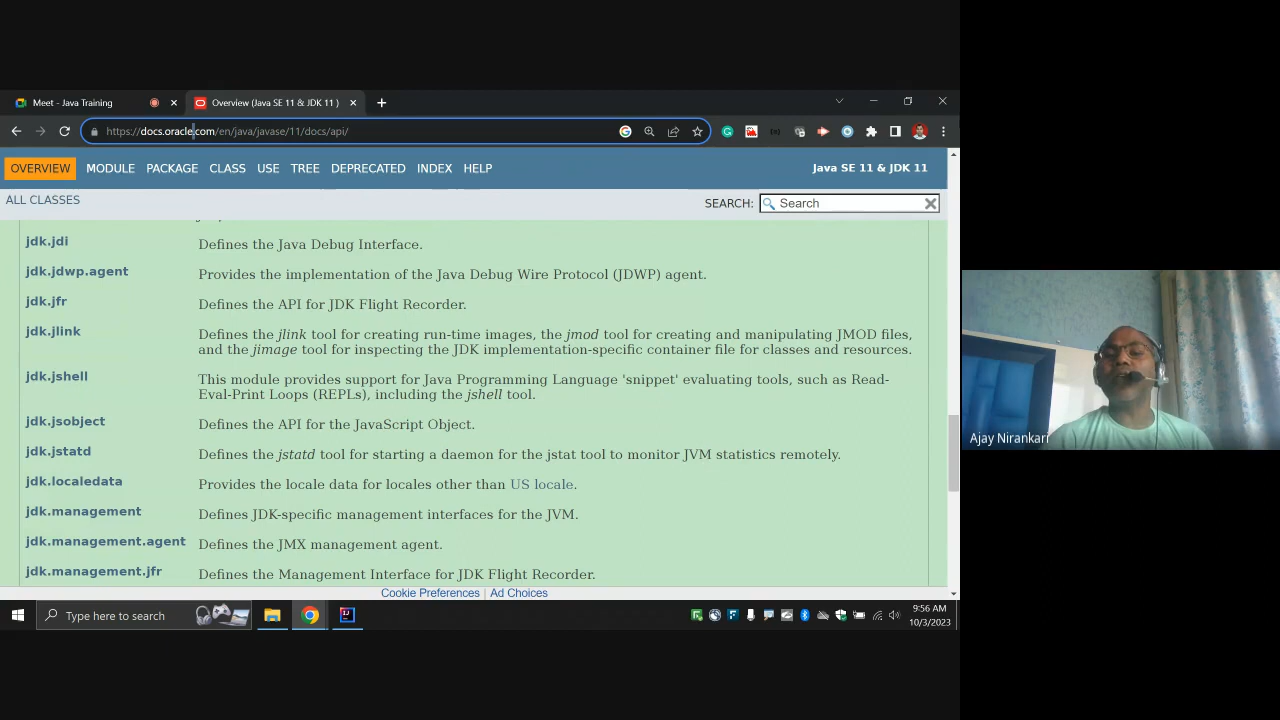 Meet - Java Training
Overview (Java SE 11 & JDK 11 )
https://docs.oracle.com/en/java/javase/11/docs/api/
OVERVIEW MODULE PACKAGE CLASS USE TREE DEPRECATED INDEX HELP
Java SE 11 & JDK 11
ALL CLASSES
SEARCH: Search
jdk.jdi Defines the Java Debug Interface.
jdk.jdwp.agent Provides the implementation of the Java Debug Wire Protocol (JDWP) agent.
jdk.jfr Defines the API for JDK Flight Recorder.
jdk.jlink Defines the jlink tool for creating run-time images, the jmod tool for creating and manipulating JMOD files,
and the jimage tool for inspecting the JDK implementation-specific container file for classes and resources.
jdk.jshell This module provides support for Java Programming Language 'snippet' evaluating tools, such as Read-
Eval-Print Loops (REPLs), including the jshell tool.
jdk.jsobject Defines the API for the JavaScript Object.
jdk.jstatd Defines the jstatd tool for starting a daemon for the jstat tool to monitor JVM statistics remotely.
jdk.localedata Provides the locale data for locales other than US locale.
jdk.management Defines JDK-specific management interfaces for the JVM.
jdk.management.agent Defines the JMX management agent.
jdk.management.jfr Defines the Management Interface for JDK Flight Recorder.
Cookie Preferences | Ad Choices
Type here to search
9:56 AM
10/3/2023
Ajay Nirankari